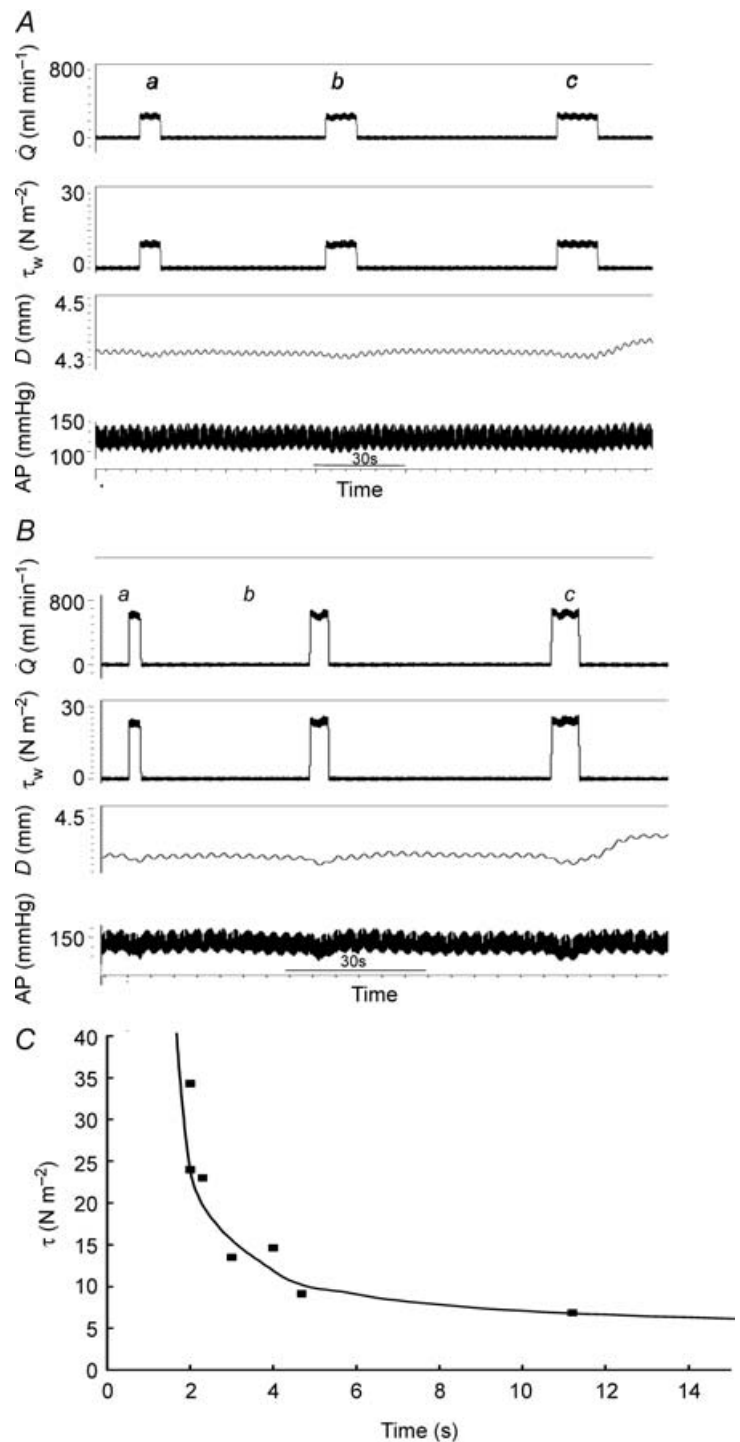 A
a b c
800
Q̇ (ml min⁻¹)
0
30
τw (N m⁻²)
0
4.5
D (mm)
4.3
150
AP (mmHg)
100
30s
Time
B
a b c
800
Q̇ (ml min⁻¹)
0
30
τw (N m⁻²)
0
4.5
D (mm)
150
AP (mmHg)
30s
Time
C
40
35
30
25
τ (N m⁻²)
20
15
10
5
0
0 2 4 6 8 10 12 14
Time (s)